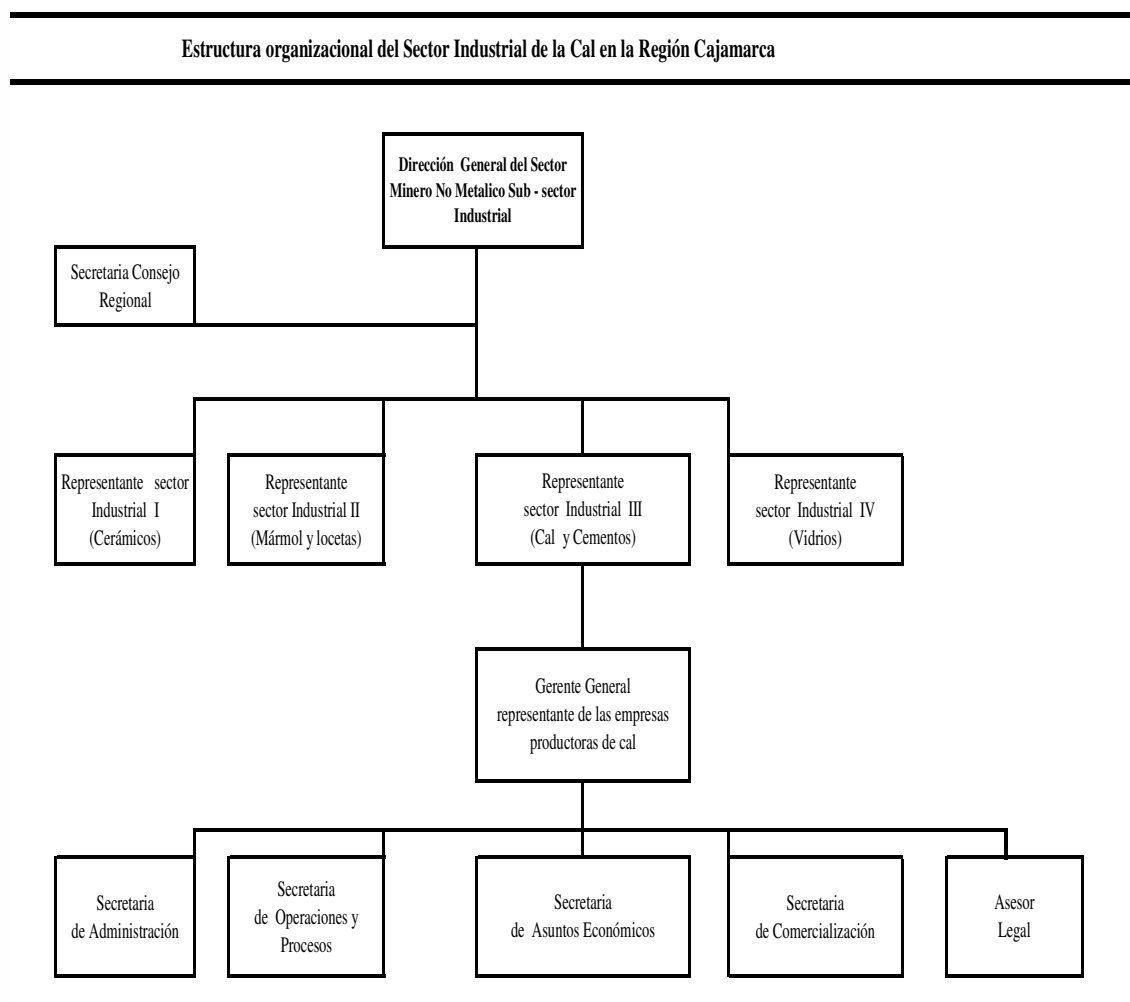 Estructura organizacional del Sector Industrial de la Cal en la Región Cajamarca
Dirección General del Sector
Minero No Metalico Sub - sector
Industrial
Secretaria Consejo
Regional
Representante sector
Industrial I
(Cerámicos)
Representante
sector Industrial II
(Mármol y locetas)
Representante
sector Industrial III
(Cal y Cementos)
Representante
sector Industrial IV
(Vidrios)
Gerente General
representante de las empresas
productoras de cal
Secretaria
de Administración
Secretaria
de Operaciones y
Procesos
Secretaria
de Asuntos Económicos
Secretaria
de Comercialización
Asesor
Legal